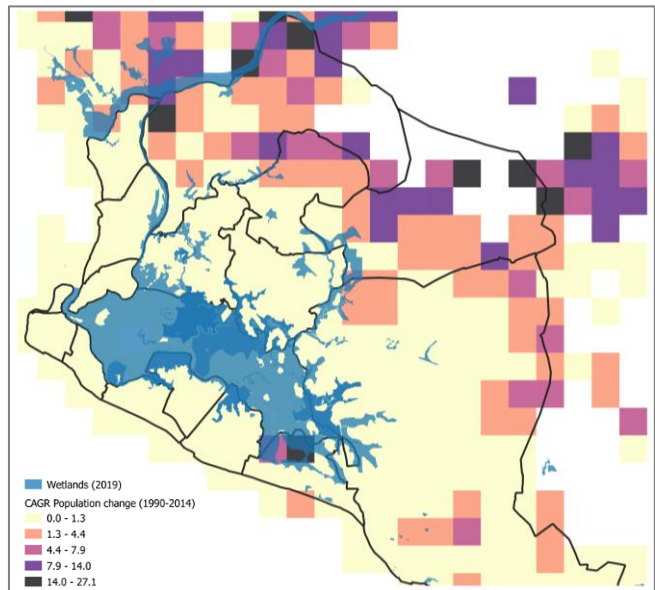 Wetlands (2019)
CAGR Population change (1990-2014)
0.0 - 1.3
1.3 - 4.4
4.4 - 7.9
7.9 - 14.0
14.0 - 27.1